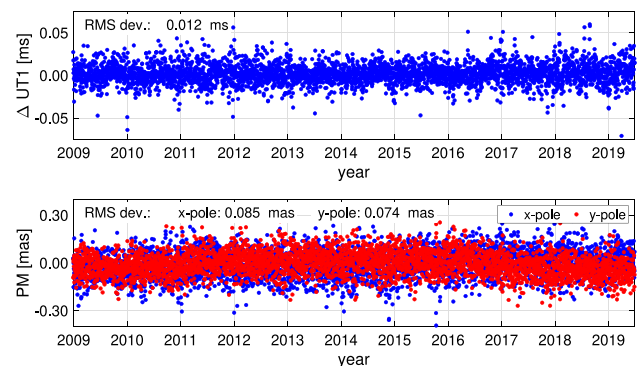 RMS dev.: 0.012 ms
0.05
0.00
-0.05
Δ UT1 [ms]
2009 2010 2011 2012 2013 2014 2015 2016 2017 2018 2019
year
RMS dev.: x-pole: 0.085 mas y-pole: 0.074 mas
x-pole y-pole
0.30
0.00
-0.30
PM [mas]
2009 2010 2011 2012 2013 2014 2015 2016 2017 2018 2019
year